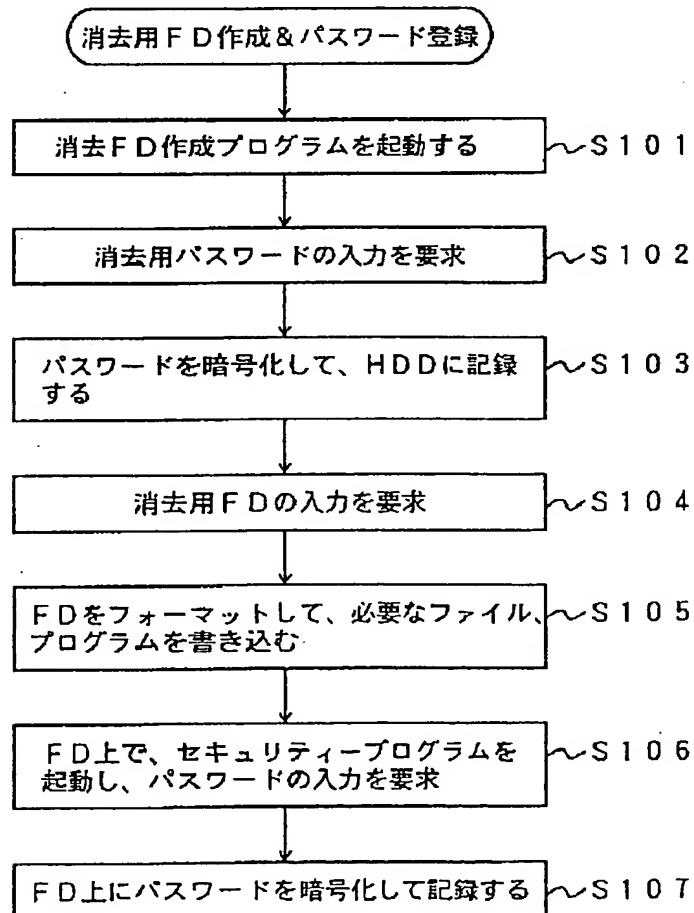 消去用FD作成&パスワード登録
消去FD作成プログラムを起動する
～S101
消去用パスワードの入力を要求
～S102
パスワードを暗号化して、HDDに記録
する
～S103
消去用FDの入力を要求
～S104
FDをフォーマットして、必要なファイル、
プログラムを書き込む
～S105
FD上で、セキュリティープログラムを
起動し、パスワードの入力を要求
～S106
FD上にパスワードを暗号化して記録する
～S107